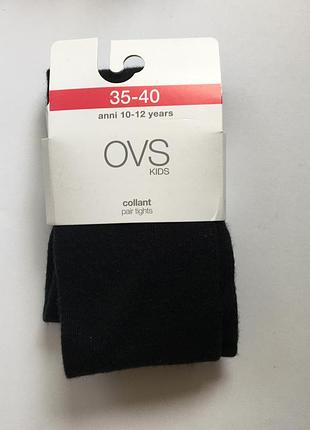 35-40
anni 10-12 years
OVS
KIDS
collant
pair tights